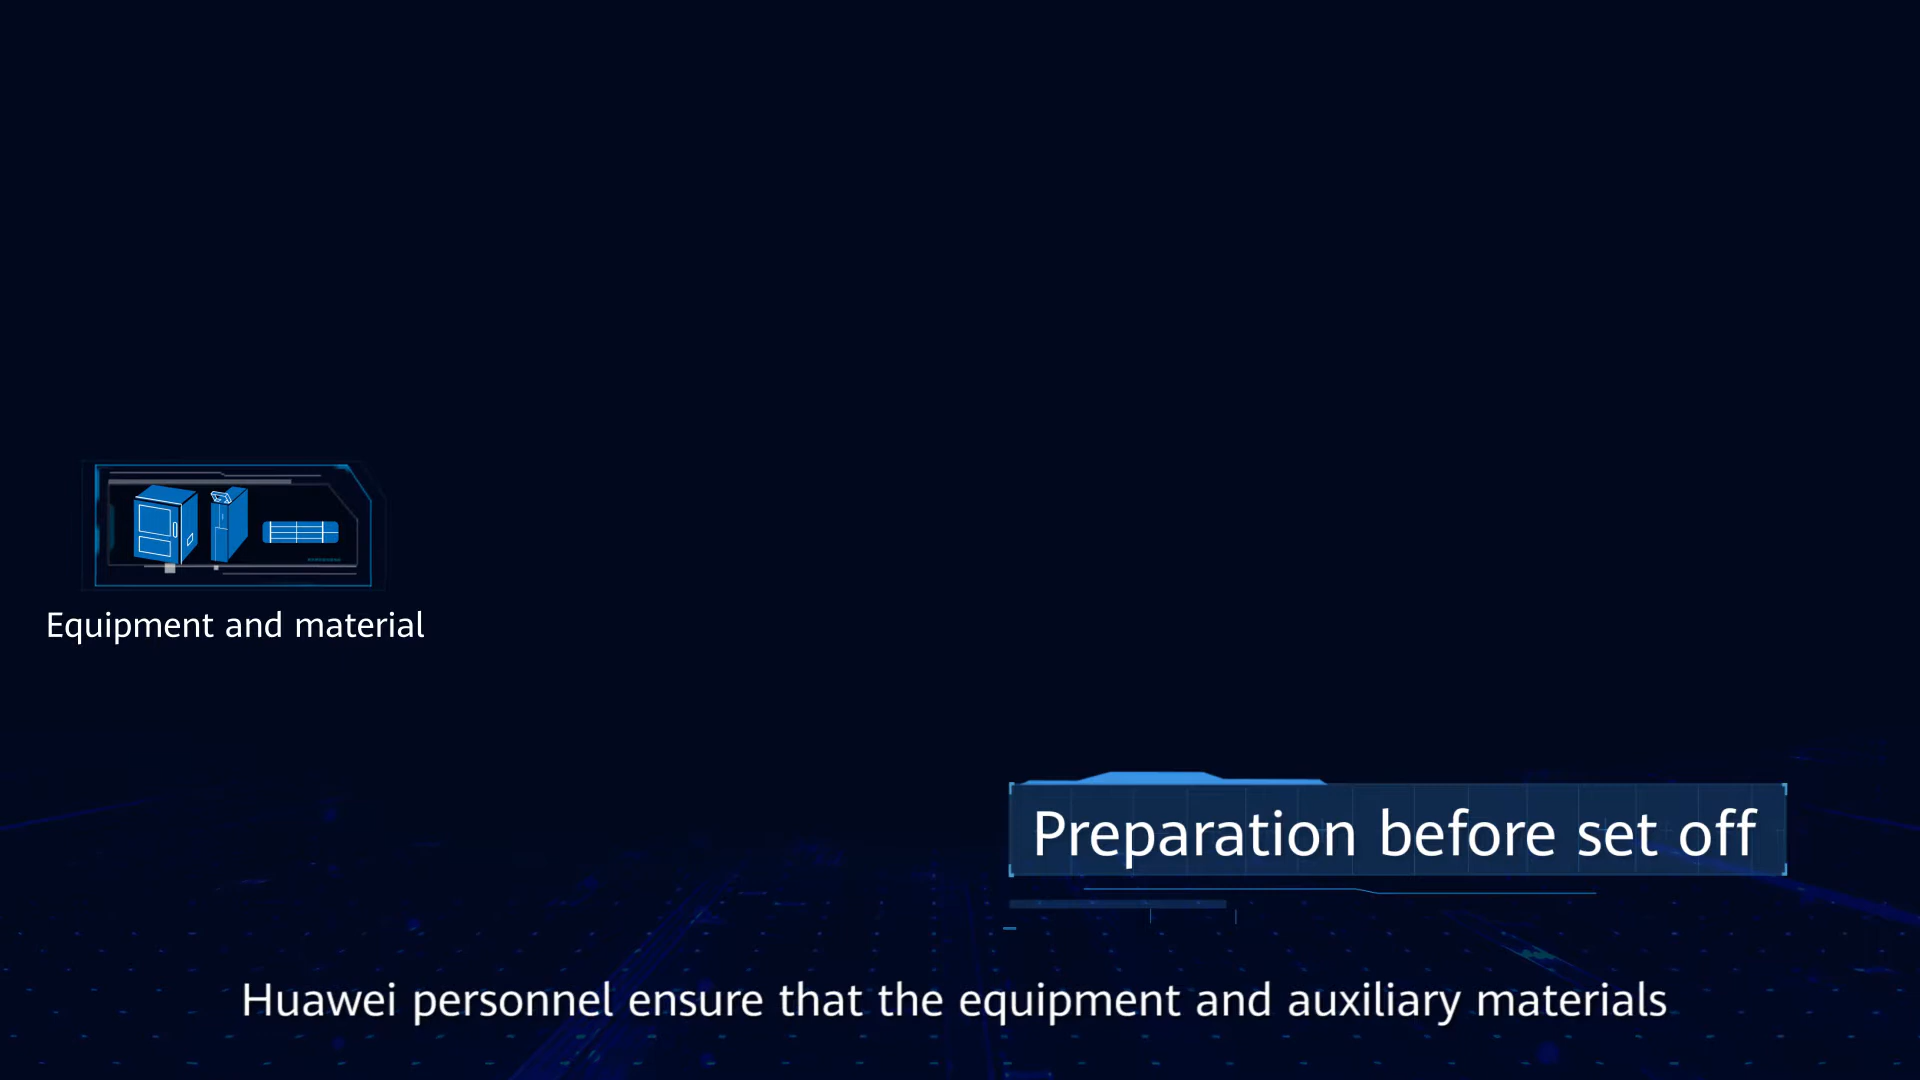 Equipment and material
Preparation before set off
Huawei personnel ensure that the equipment and auxiliary materials